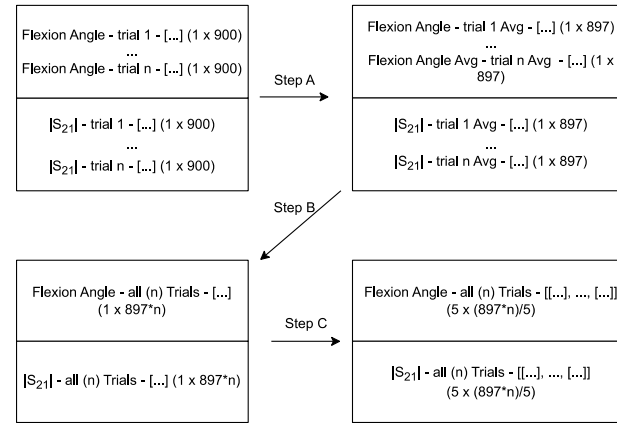 Flexion Angle - trial 1 - [...] (1 x 900)
...
Flexion Angle - trial n - [...] (1 x 900)
|S21| - trial 1 - [...] (1 x 900)
...
|S21| - trial n - [...] (1 x 900)
Step A
Flexion Angle - trial 1 Avg - [...] (1 x 897)
...
Flexion Angle Avg - trial n Avg - [...] (1 x
897)
|S21| - trial 1 Avg - [...] (1 x 897)
...
|S21| - trial n Avg - [...] (1 x 897)
Step B
Flexion Angle - all (n) Trials - [...]
(1 x 897*n)
|S21| - all (n) Trials - [...] (1 x 897*n)
Step C
Flexion Angle - all (n) Trials - [[...], ..., [...]]
(5 x (897*n)/5)
|S21| - all (n) Trials - [[...], ..., [...]]
(5 x (897*n)/5)